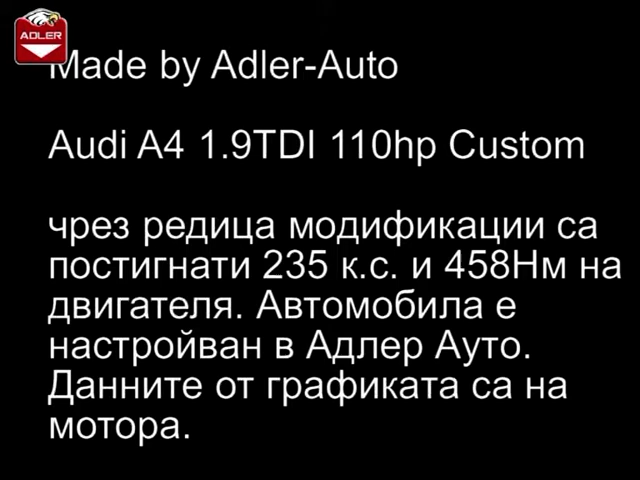 ADLER
Made by Adler-Auto
Audi A4 1.9TDI 110hp Custom
чрез редица модификации са
постигнати 235 к.с. и 458Нм на
двигателя. Автомобила е
настройван в Адлер Ауто.
Данните от графиката са на
мотора.